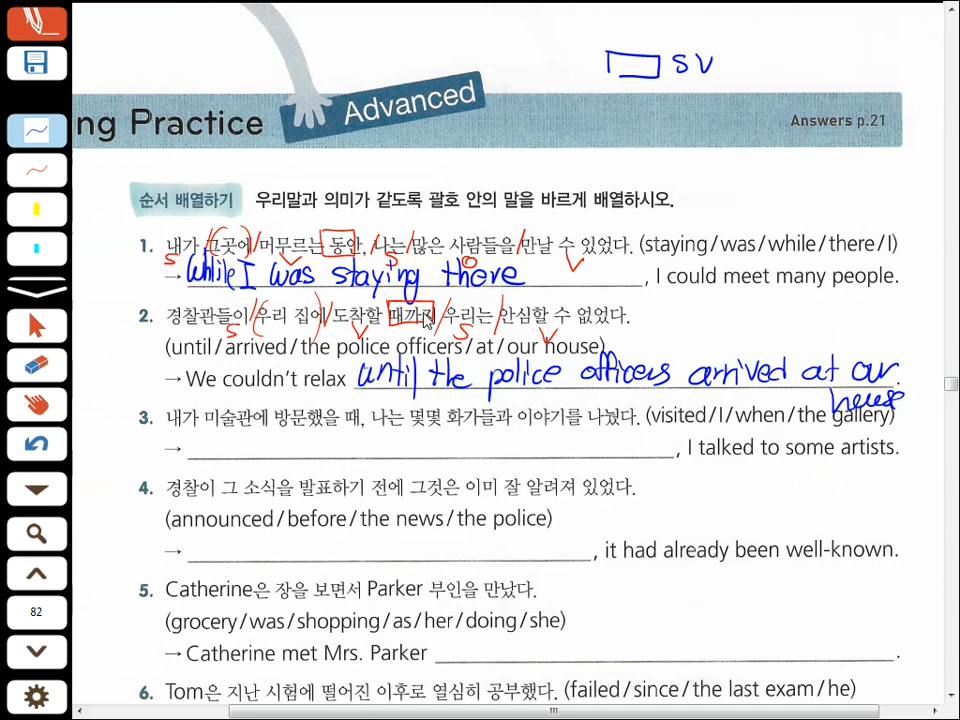 SV
ng Practice
Advanced
Answers p.21
순서 배열하기 우리말과 의미가 같도록 괄호 안의 말을 바르게 배열하시오.
1. 내가 그곳에 머무르는 동안, 나는 많은 사람들을 만날 수 있었다. (staying/was/while/there/I)
S V S O V
→ while I was staying there, I could meet many people.
2. 경찰관들이 우리 집에 도착할 때까지 우리는 안심할 수 없었다.
S V S V
(until/arrived/the police officers/at/our house)
→ We couldn't relax until the police officers arrived at our house.
3. 내가 미술관에 방문했을 때, 나는 몇몇 화가들과 이야기를 나눴다. (visited/I/when/the gallery)
→ , I talked to some artists.
4. 경찰이 그 소식을 발표하기 전에 그것은 이미 잘 알려져 있었다.
(announced/before/the news/the police)
→ , it had already been well-known.
5. Catherine은 장을 보면서 Parker 부인을 만났다.
(grocery/was/shopping/as/her/doing/she)
→ Catherine met Mrs. Parker .
82
6. Tom은 지난 시험에 떨어진 이후로 열심히 공부했다. (failed/since/the last exam/he)